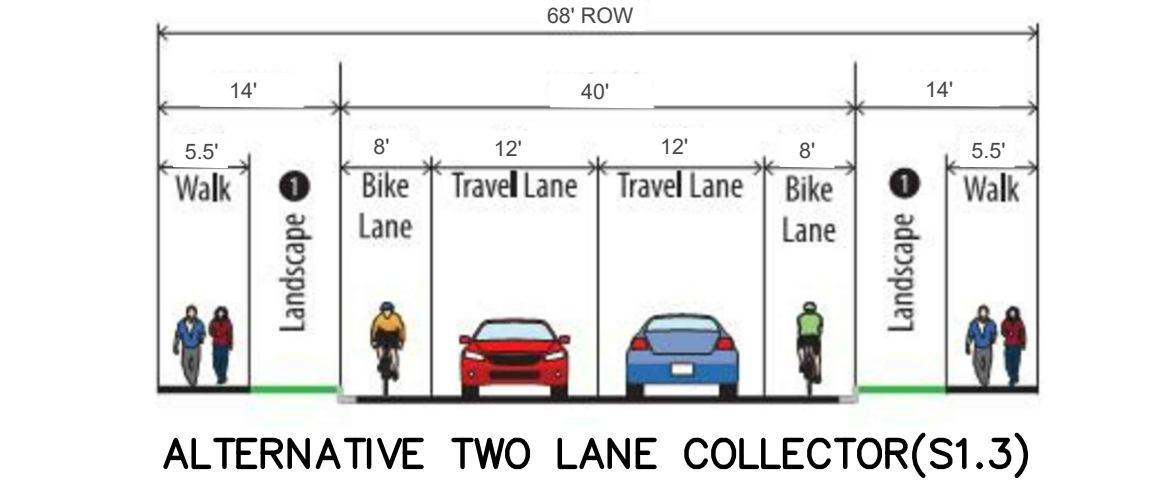 68' ROW
14'
40'
14'
5.5'
8'
12'
12'
8'
5.5'
Walk
1
Landscape
Bike
Lane
Travel Lane
Travel Lane
Bike
Lane
1
Landscape
Walk
ALTERNATIVE TWO LANE COLLECTOR(S1.3)